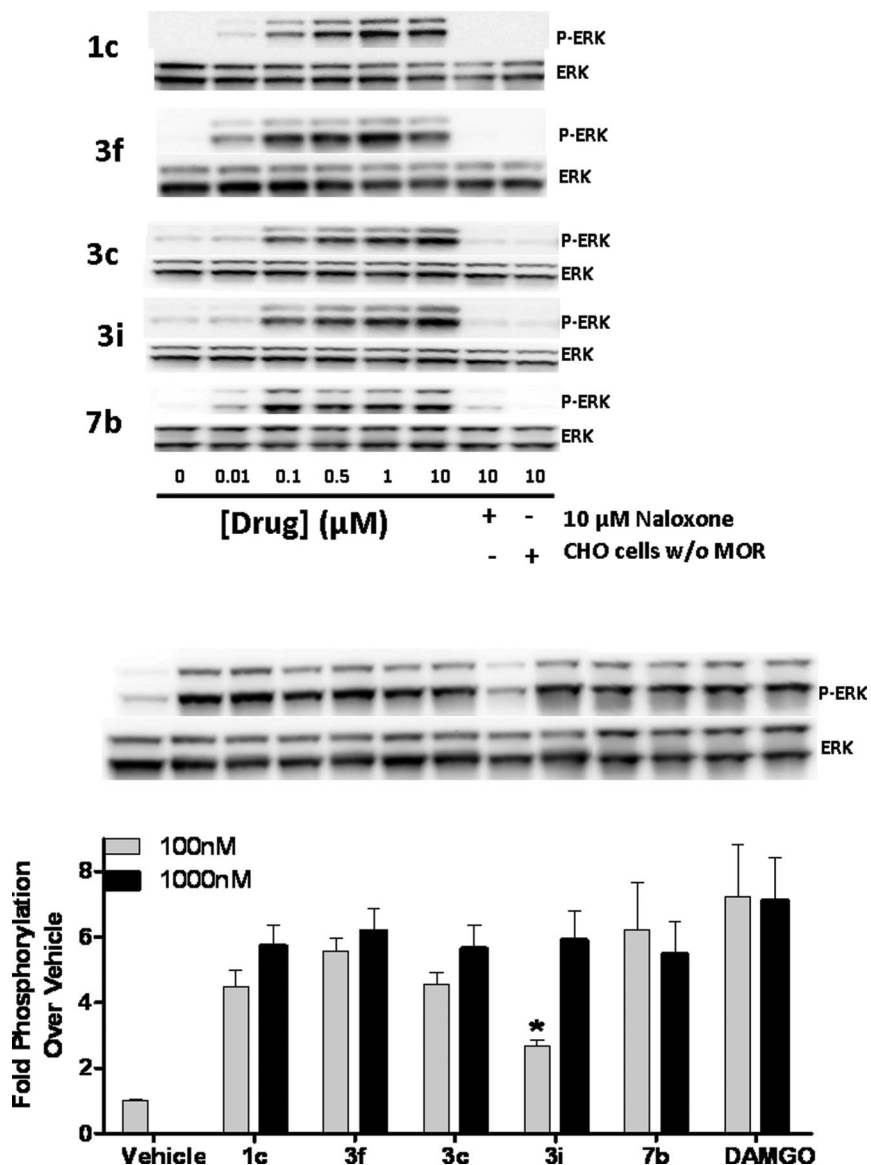 1c
P-ERK
ERK
3f
P-ERK
ERK
3c
P-ERK
ERK
3i
P-ERK
ERK
7b
P-ERK
ERK
0 0.01 0.1 0.5 1 10 10 10
[Drug] (µM)
+ - 10 µM Naloxone
- + CHO cells w/o MOR
P-ERK
ERK
Fold Phosphorylation
Over Vehicle
100nM
1000nM
8
6
4
2
0
*
Vehicle 1c 3f 3c 3i 7b DAMGO